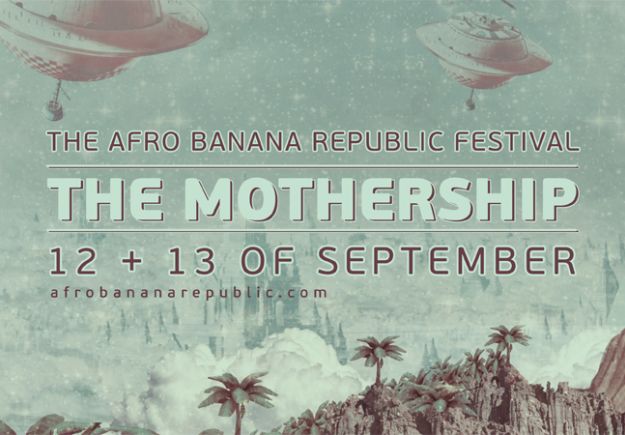 THE AFRO BANANA REPUBLIC FESTIVAL
THE MOTHERSHIP
12 + 13 OF SEPTEMBER
afrobananarepublic.com